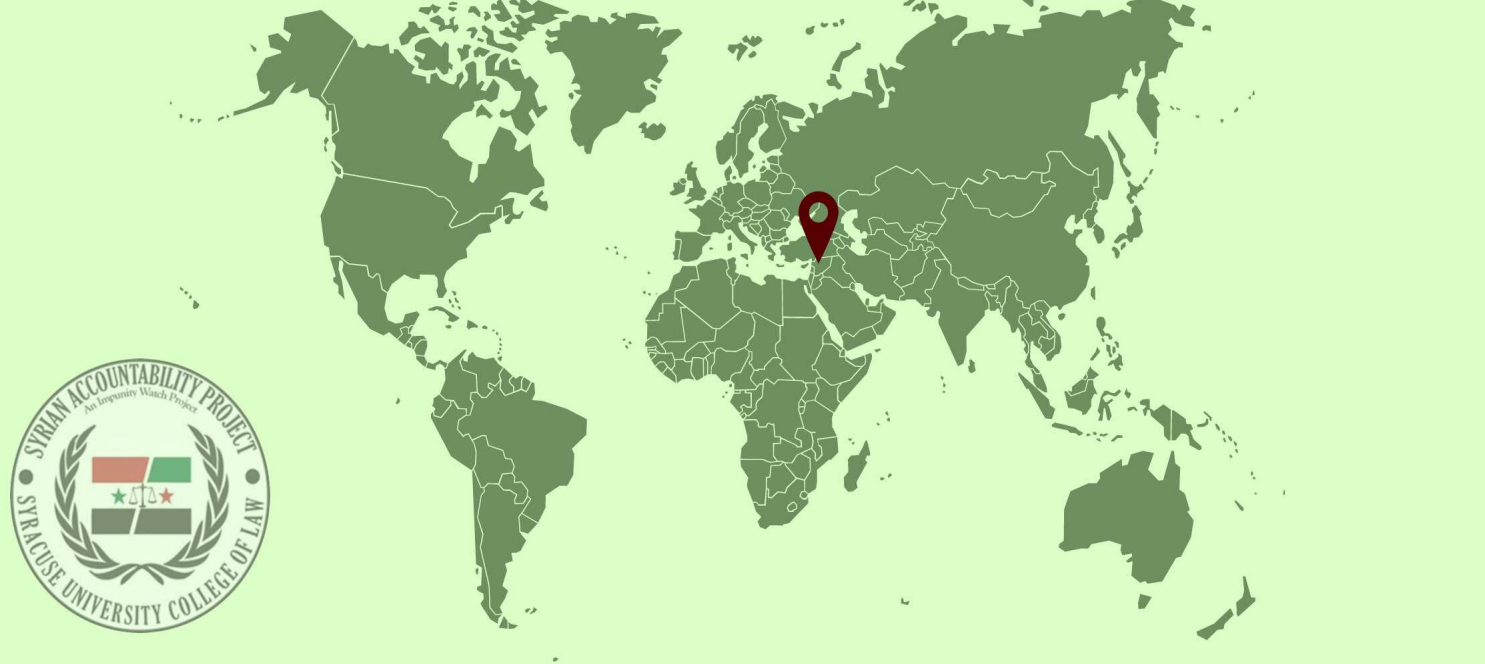 SYRIAN ACCOUNTABILITY PROJECT
An Impunity Watch Project
SYRACUSE UNIVERSITY COLLEGE OF LAW